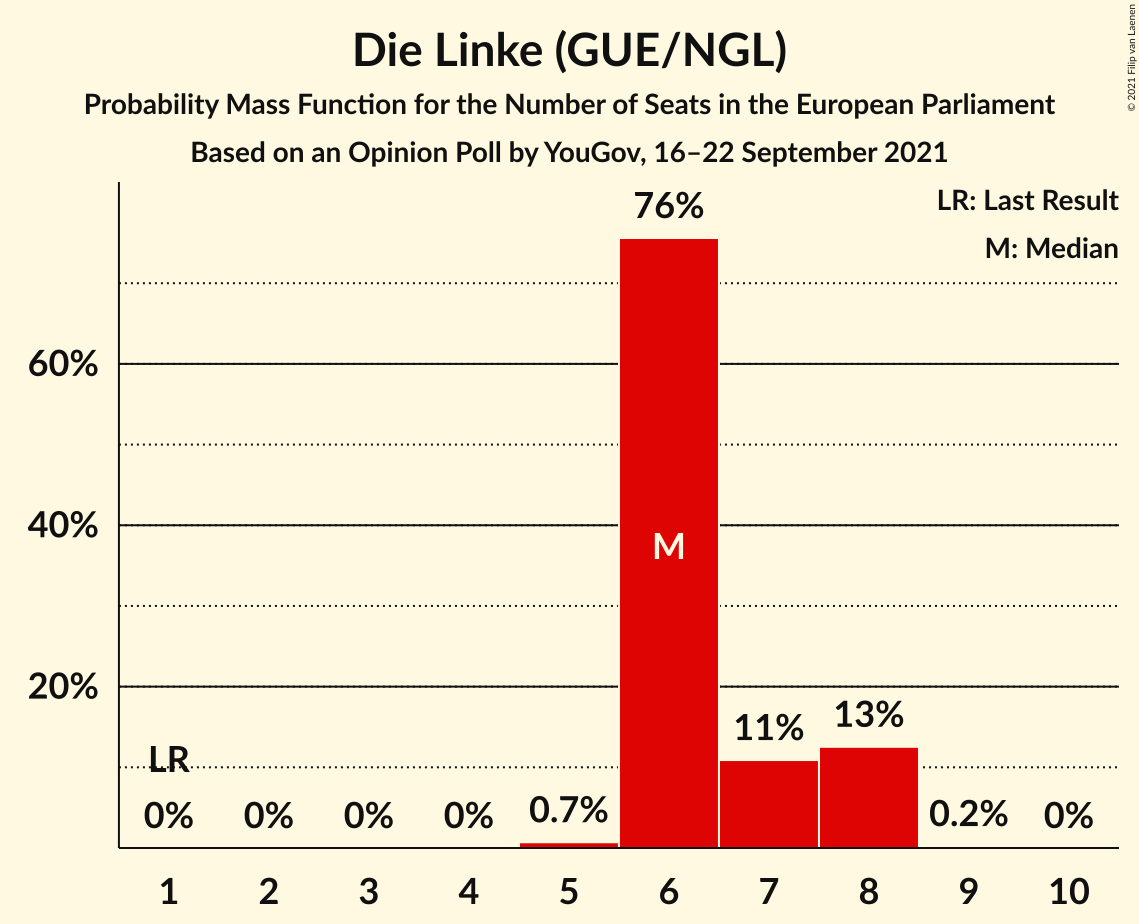 Die Linke (GUE/NGL)
Probability Mass Function for the Number of Seats in the European Parliament
Based on an Opinion Poll by YouGov, 16–22 September 2021
© 2021 Filip van Laenen
LR: Last Result
M: Median
76%
60%
40%
20%
M
LR
0%
0%
0%
0%
0.7%
11%
13%
0.2%
0%
1 2 3 4 5 6 7 8 9 10